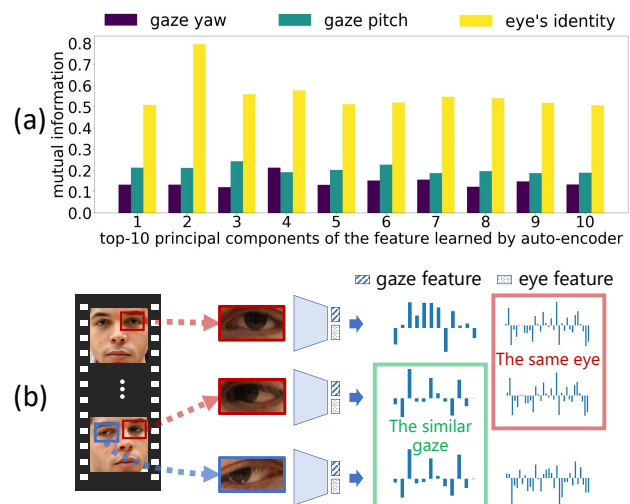 gaze yaw gaze pitch eye's identity
(a)
mutual information
0.8
0.7
0.6
0.5
0.4
0.3
0.2
0.1
0.0
1 2 3 4 5 6 7 8 9 10
top-10 principal components of the feature learned by auto-encoder
gaze feature eye feature
(b)
The same eye
The similar
gaze